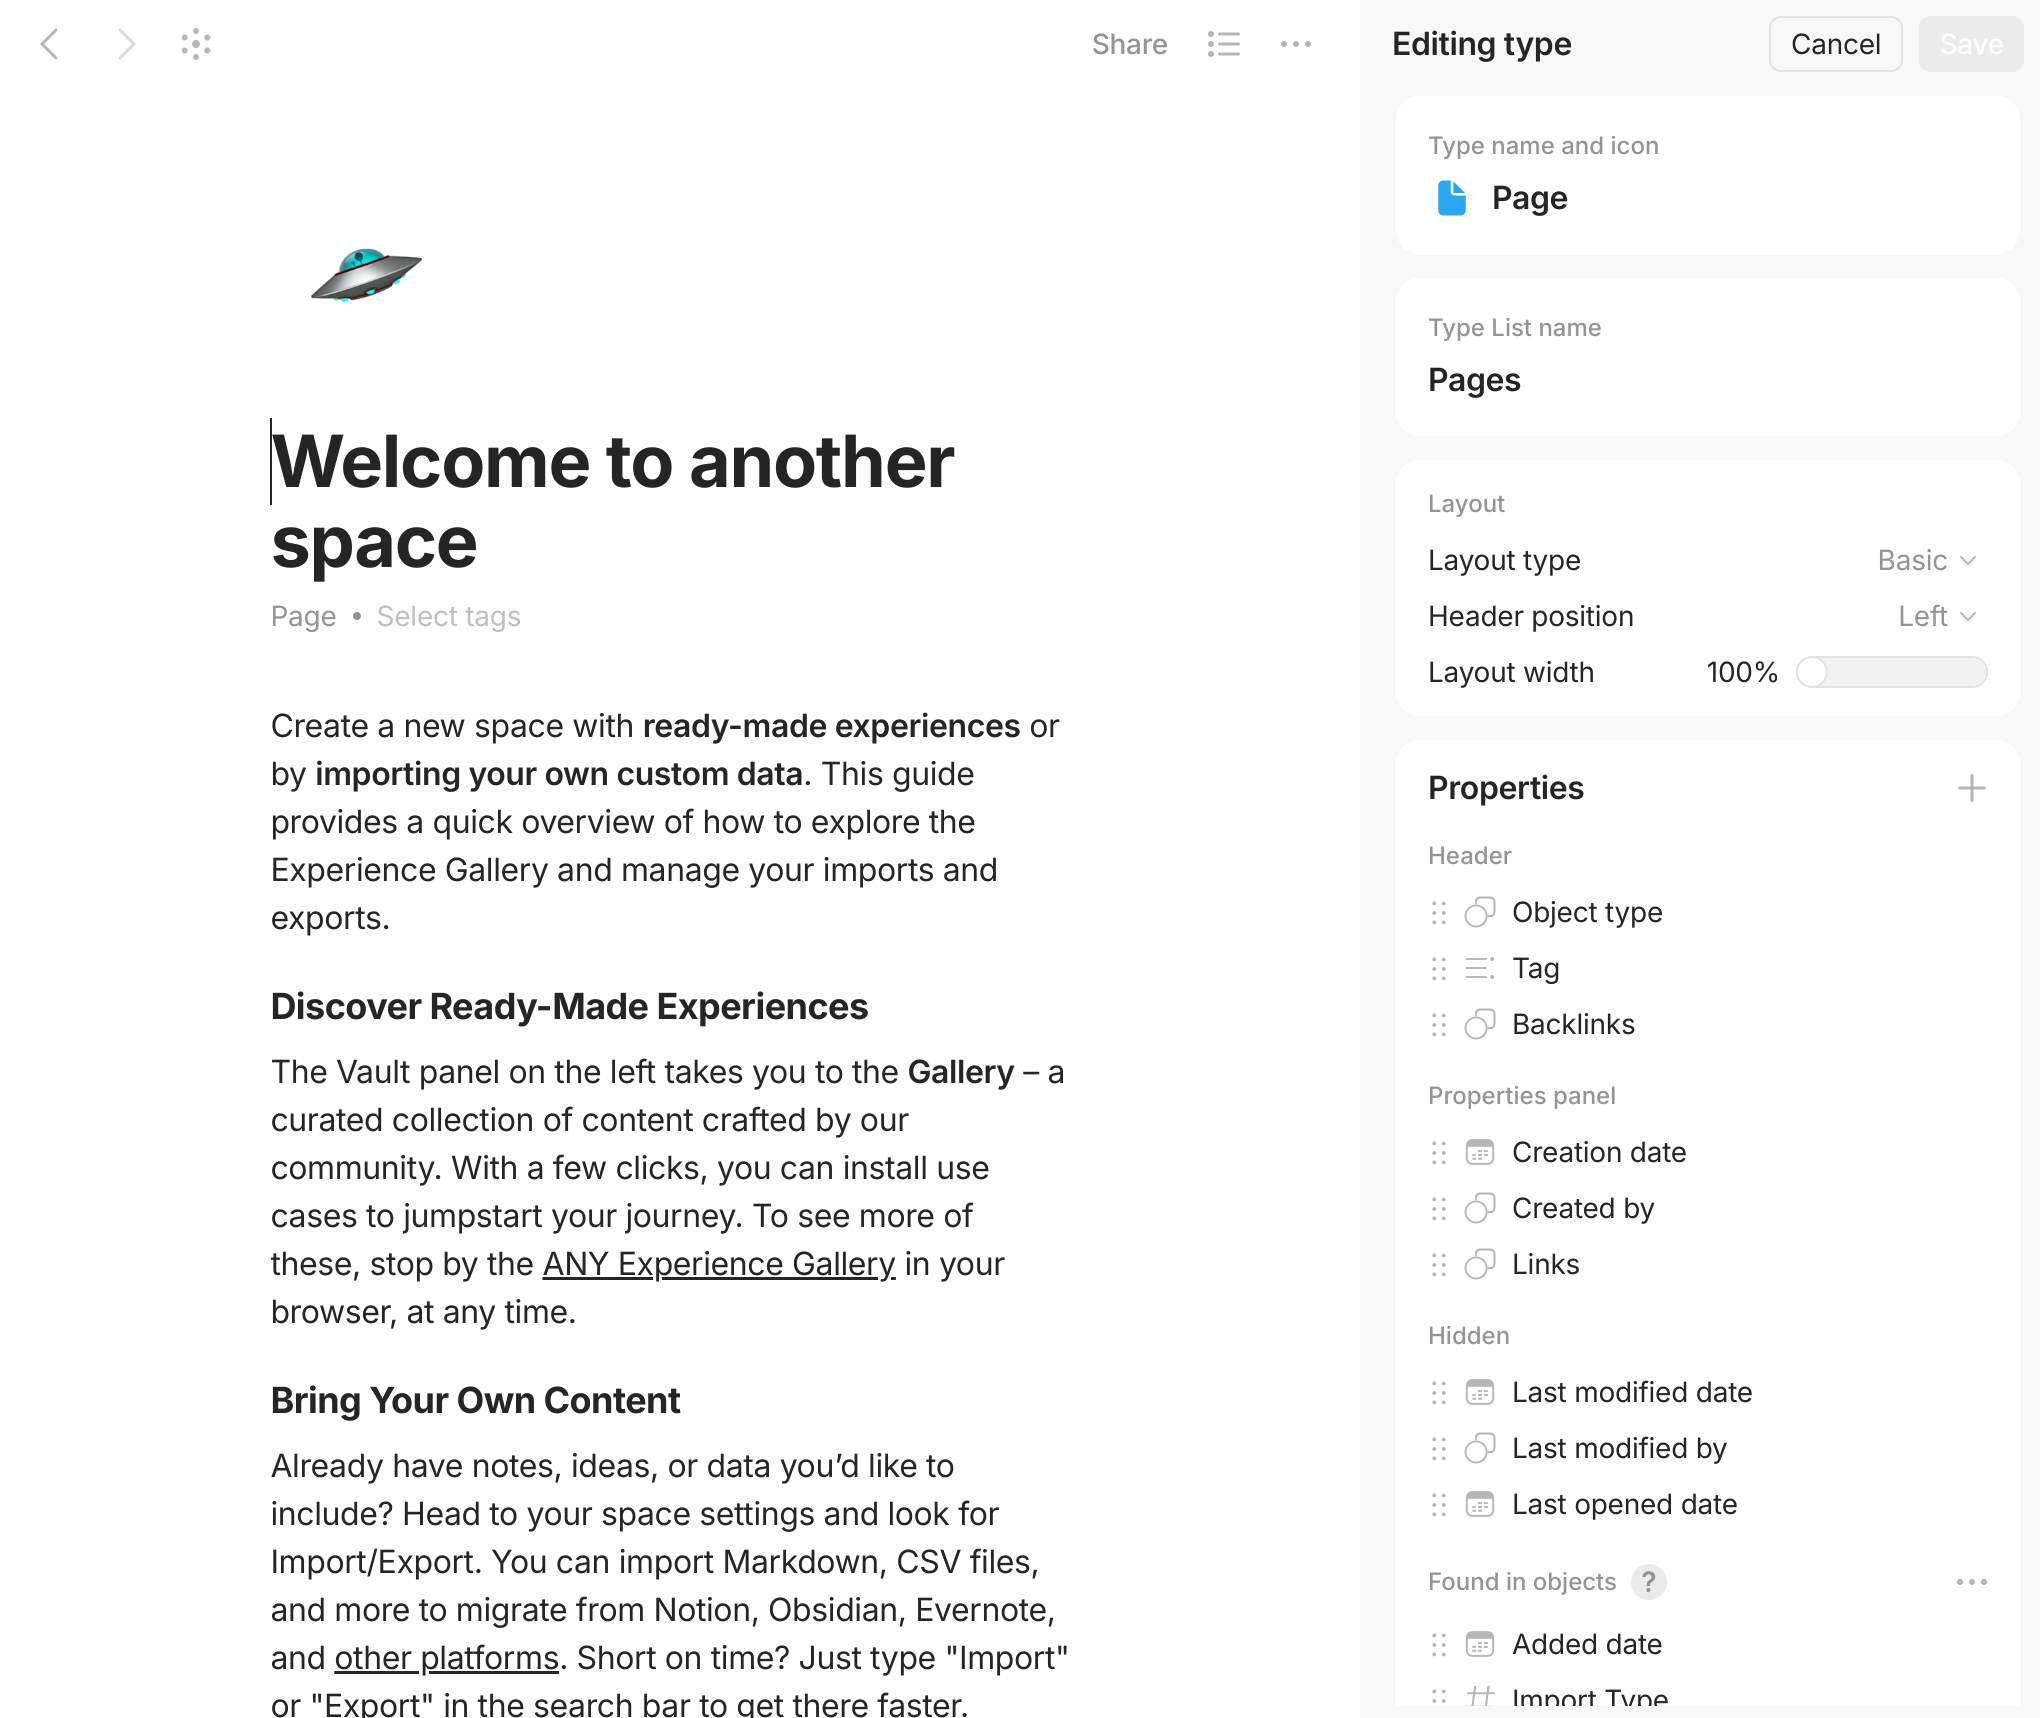 Share
Welcome to another
space
Page • Select tags
Create a new space with ready-made experiences or
by importing your own custom data. This guide
provides a quick overview of how to explore the
Experience Gallery and manage your imports and
exports.
Discover Ready-Made Experiences
The Vault panel on the left takes you to the Gallery – a
curated collection of content crafted by our
community. With a few clicks, you can install use
cases to jumpstart your journey. To see more of
these, stop by the ANY Experience Gallery in your
browser, at any time.
Bring Your Own Content
Already have notes, ideas, or data you’d like to
include? Head to your space settings and look for
Import/Export. You can import Markdown, CSV files,
and more to migrate from Notion, Obsidian, Evernote,
and other platforms. Short on time? Just type "Import"
or "Export" in the search bar to get there faster.
Editing type
Cancel
Save
Type name and icon
Page
Type List name
Pages
Layout
Layout type Basic
Header position Left
Layout width 100%
Properties
Header
Object type
Tag
Backlinks
Properties panel
Creation date
Created by
Links
Hidden
Last modified date
Last modified by
Last opened date
Found in objects ?
Added date
Import Type